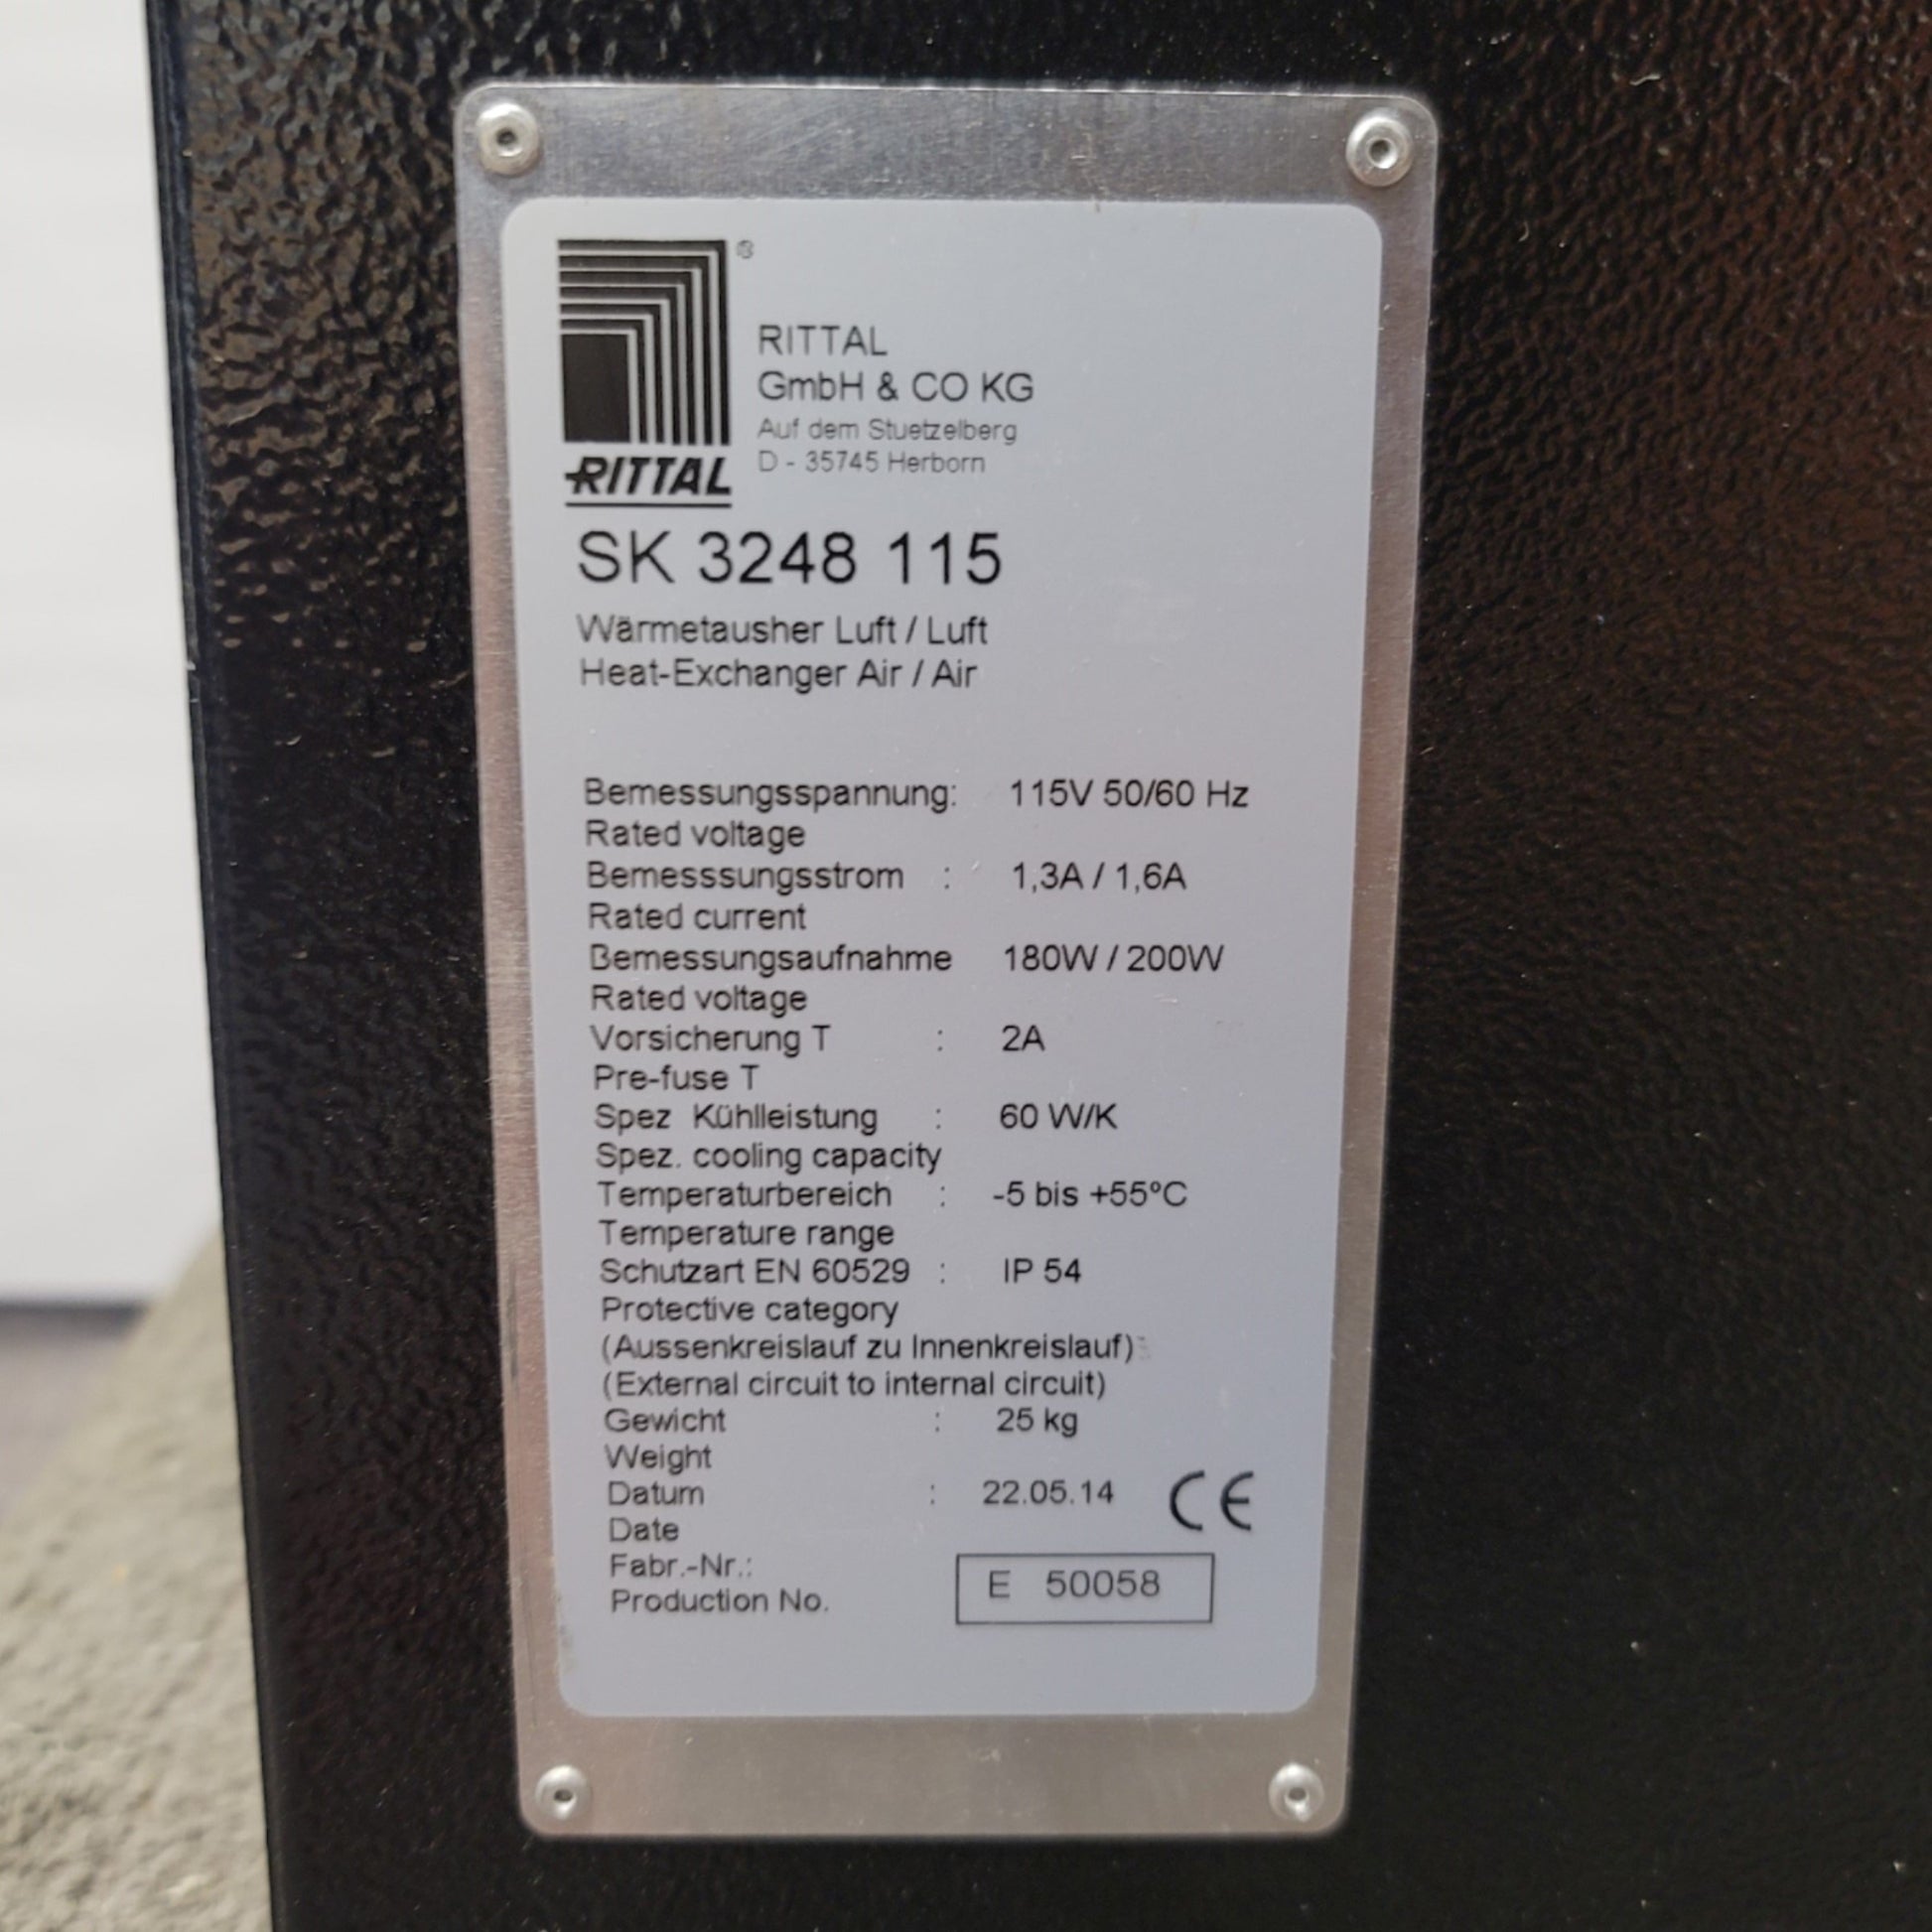 ®
RITTAL
GmbH & CO KG
Auf dem Stuetzelberg
D - 35745 Herborn
RITTAL
SK 3248 115
Wärmetausher Luft / Luft
Heat-Exchanger Air / Air
Bemessungsspannung: 115V 50/60 Hz
Rated voltage
Bemesssungsstrom : 1,3A / 1,6A
Rated current
Bemessungsaufnahme 180W / 200W
Rated voltage
Vorsicherung T : 2A
Pre-fuse T
Spez Kühlleistung : 60 W/K
Spez. cooling capacity
Temperaturbereich : -5 bis +55°C
Temperature range
Schutzart EN 60529 : IP 54
Protective category
(Aussenkreislauf zu Innenkreislauf)
(External circuit to internal circuit)
Gewicht : 25 kg
Weight
Datum : 22.05.14 CE
Date
Fabr.-Nr.:
Production No. E 50058